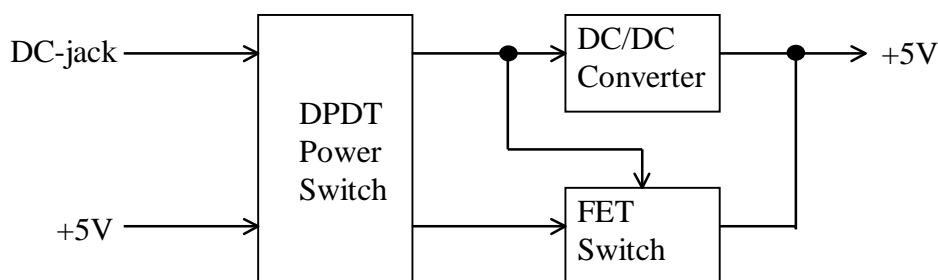 DC-jack
+5V
DPDT
Power
Switch
DC/DC
Converter
FET
Switch
+5V